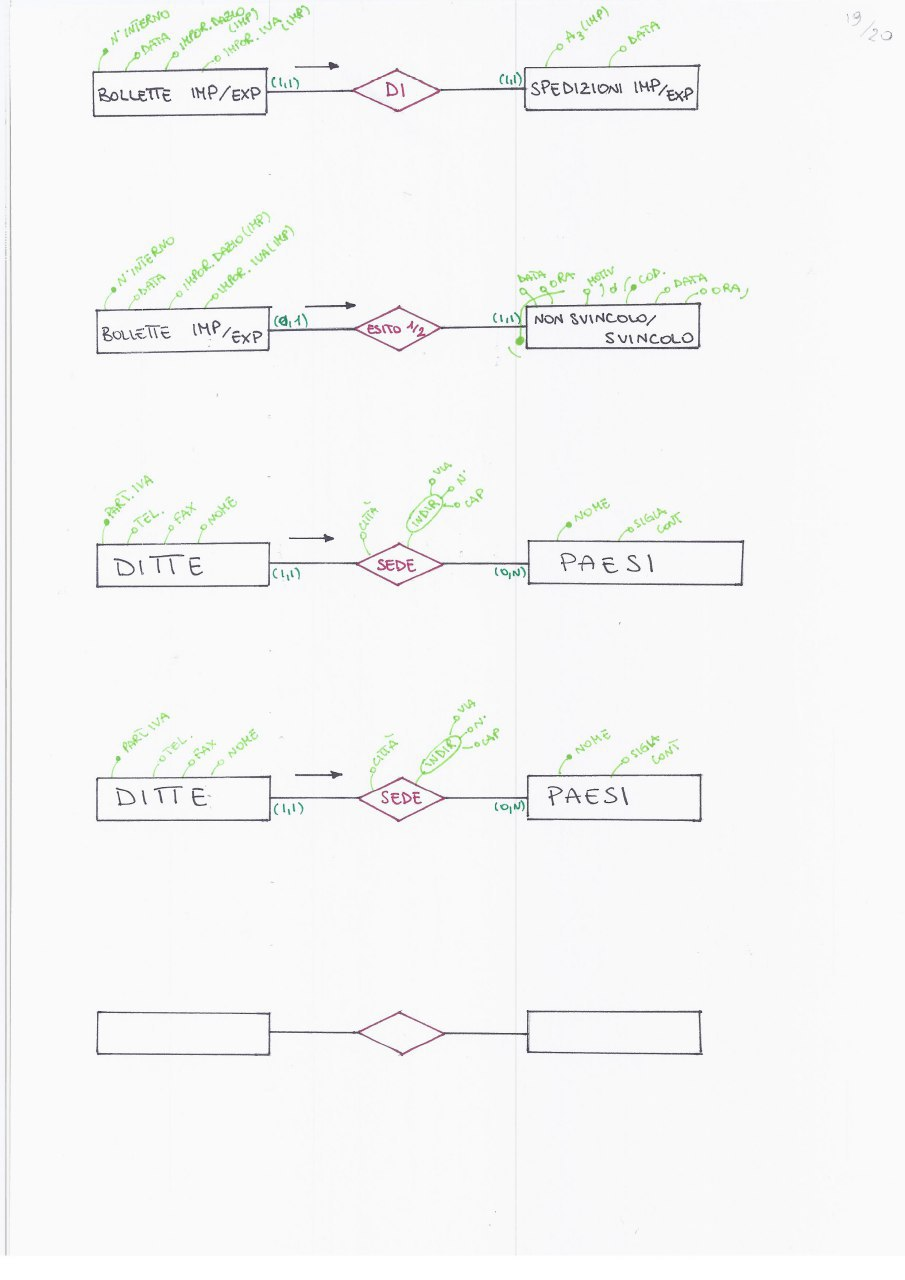 19/20
N° INTERNO
DATA
IMPOR. DAZIO (IMP)
IMPOR. IVA (IMP)
A3 (IMP)
DATA
BOLLETTE IMP/EXP
(1,1)
DI
(1,1)
SPEDIZIONI IMP/EXP
N° INTERNO
DATA
IMPOR. DAZIO (IMP)
IMPOR. IVA (IMP)
DATA
ORA
MOTIV
COD.
DATA
ORA
BOLLETTE IMP/EXP
(0,1)
ESITO 1/2
(1,1)
NON SVINCOLO/
SVINCOLO
PART. IVA
TEL.
FAX
NOME
CITTÀ
INDIR
VIA
N°
CAP
NOME
SIGLA
CONT
DITTE
(1,1)
SEDE
(0,N)
PAESI
PART. IVA
TEL.
FAX
NOME
CITTÀ
INDIR
VIA
N°
CAP
NOME
SIGLA
CONT
DITTE
(1,1)
SEDE
(0,N)
PAESI